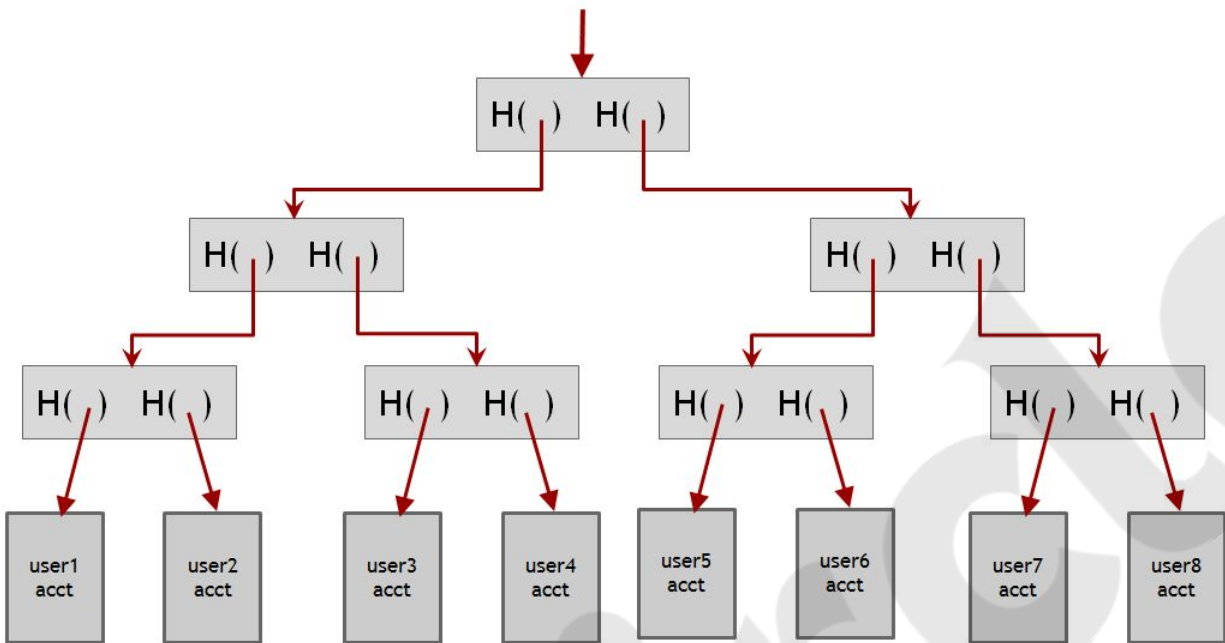 H( ) H( )
H( ) H( )
H( ) H( )
H( ) H( )
H( ) H( )
H( ) H( )
H( ) H( )
user1
acct
user2
acct
user3
acct
user4
acct
user5
acct
user6
acct
user7
acct
user8
acct